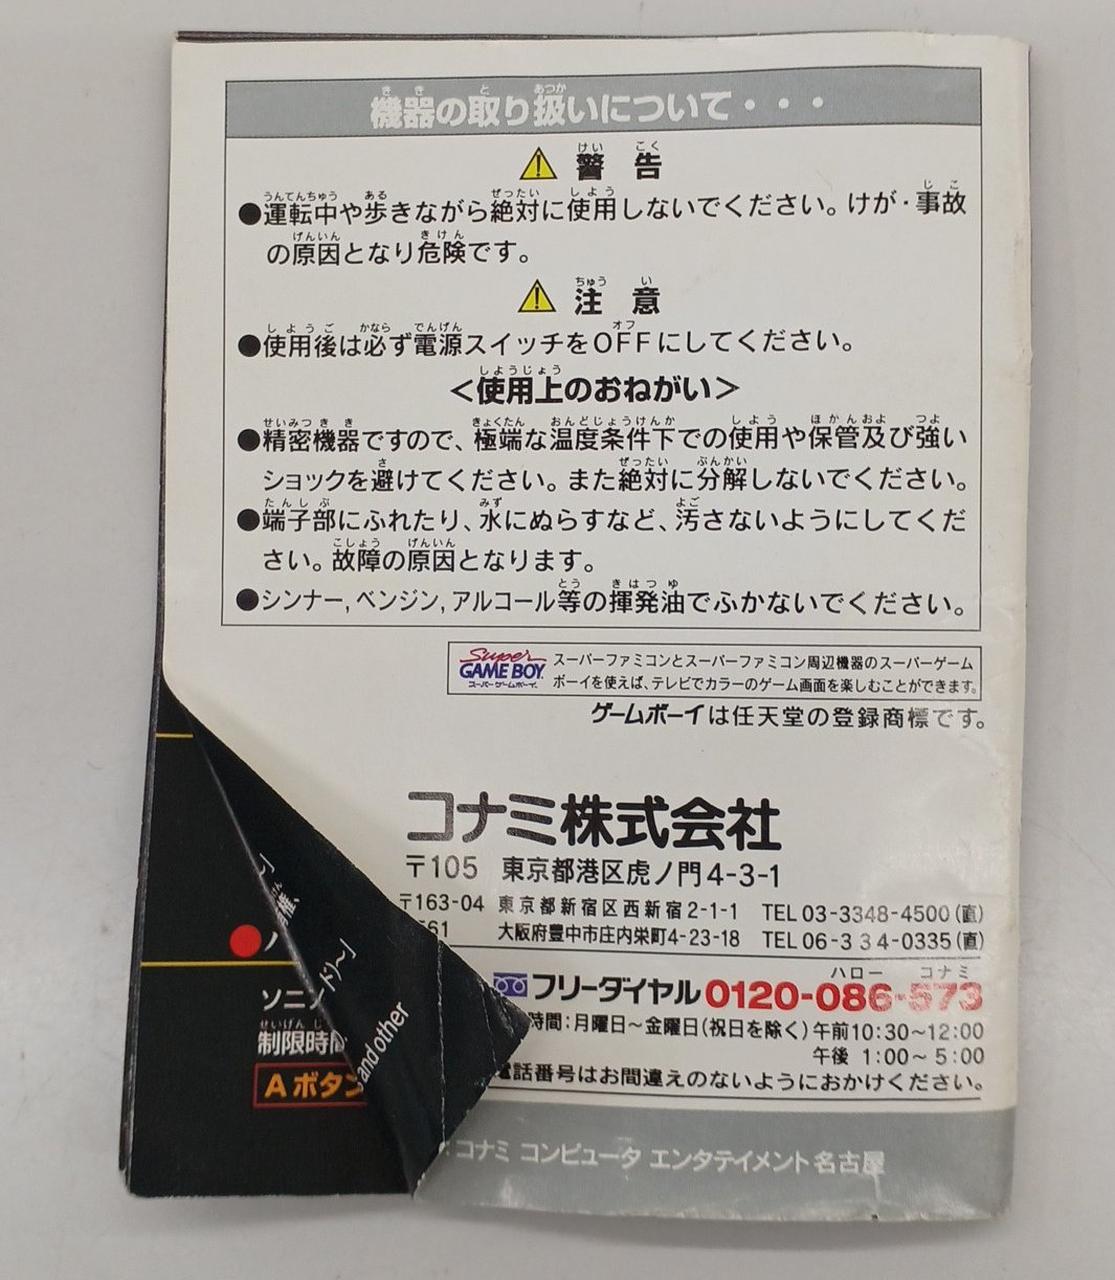 機器の取り扱いについて・・・
警告
●運転中や歩きながら絶対に使用しないでください。けが・事故
の原因となり危険です。
注意
●使用後は必ず電源スイッチをOFFにしてください。
＜使用上のおねがい＞
●精密機器ですので、極端な温度条件下での使用や保管及び強い
ショックを避けてください。また絶対に分解しないでください。
●端子部にふれたり、水にぬらすなど、汚さないようにしてくだ
さい。故障の原因となります。
●シンナー,ベンジン,アルコール等の揮発油でふかないでください。
Super GAME BOY スーパーゲームボーイ
スーパーファミコンとスーパーファミコン周辺機器のスーパーゲーム
ボーイを使えば、テレビでカラーのゲーム画面を楽しむことができます。
ゲームボーイは任天堂の登録商標です。
コナミ株式会社
〒105 東京都港区虎ノ門4-3-1
〒163-04 東京都新宿区西新宿2-1-1 TEL 03-3348-4500(直)
561 大阪府豊中市庄内栄町4-23-18 TEL 06-3 3 4-0335(直)
ハロー コナミ
フリーダイヤル0120-086-573
時間:月曜日〜金曜日(祝日を除く)午前10:30〜12:00
午後 1:00〜5:00
電話番号はお間違えのないようにおかけください。
コナミ コンピュータ エンタテイメント名古屋
ソニ
制限時間
Aボタン
ド)〜」
and other